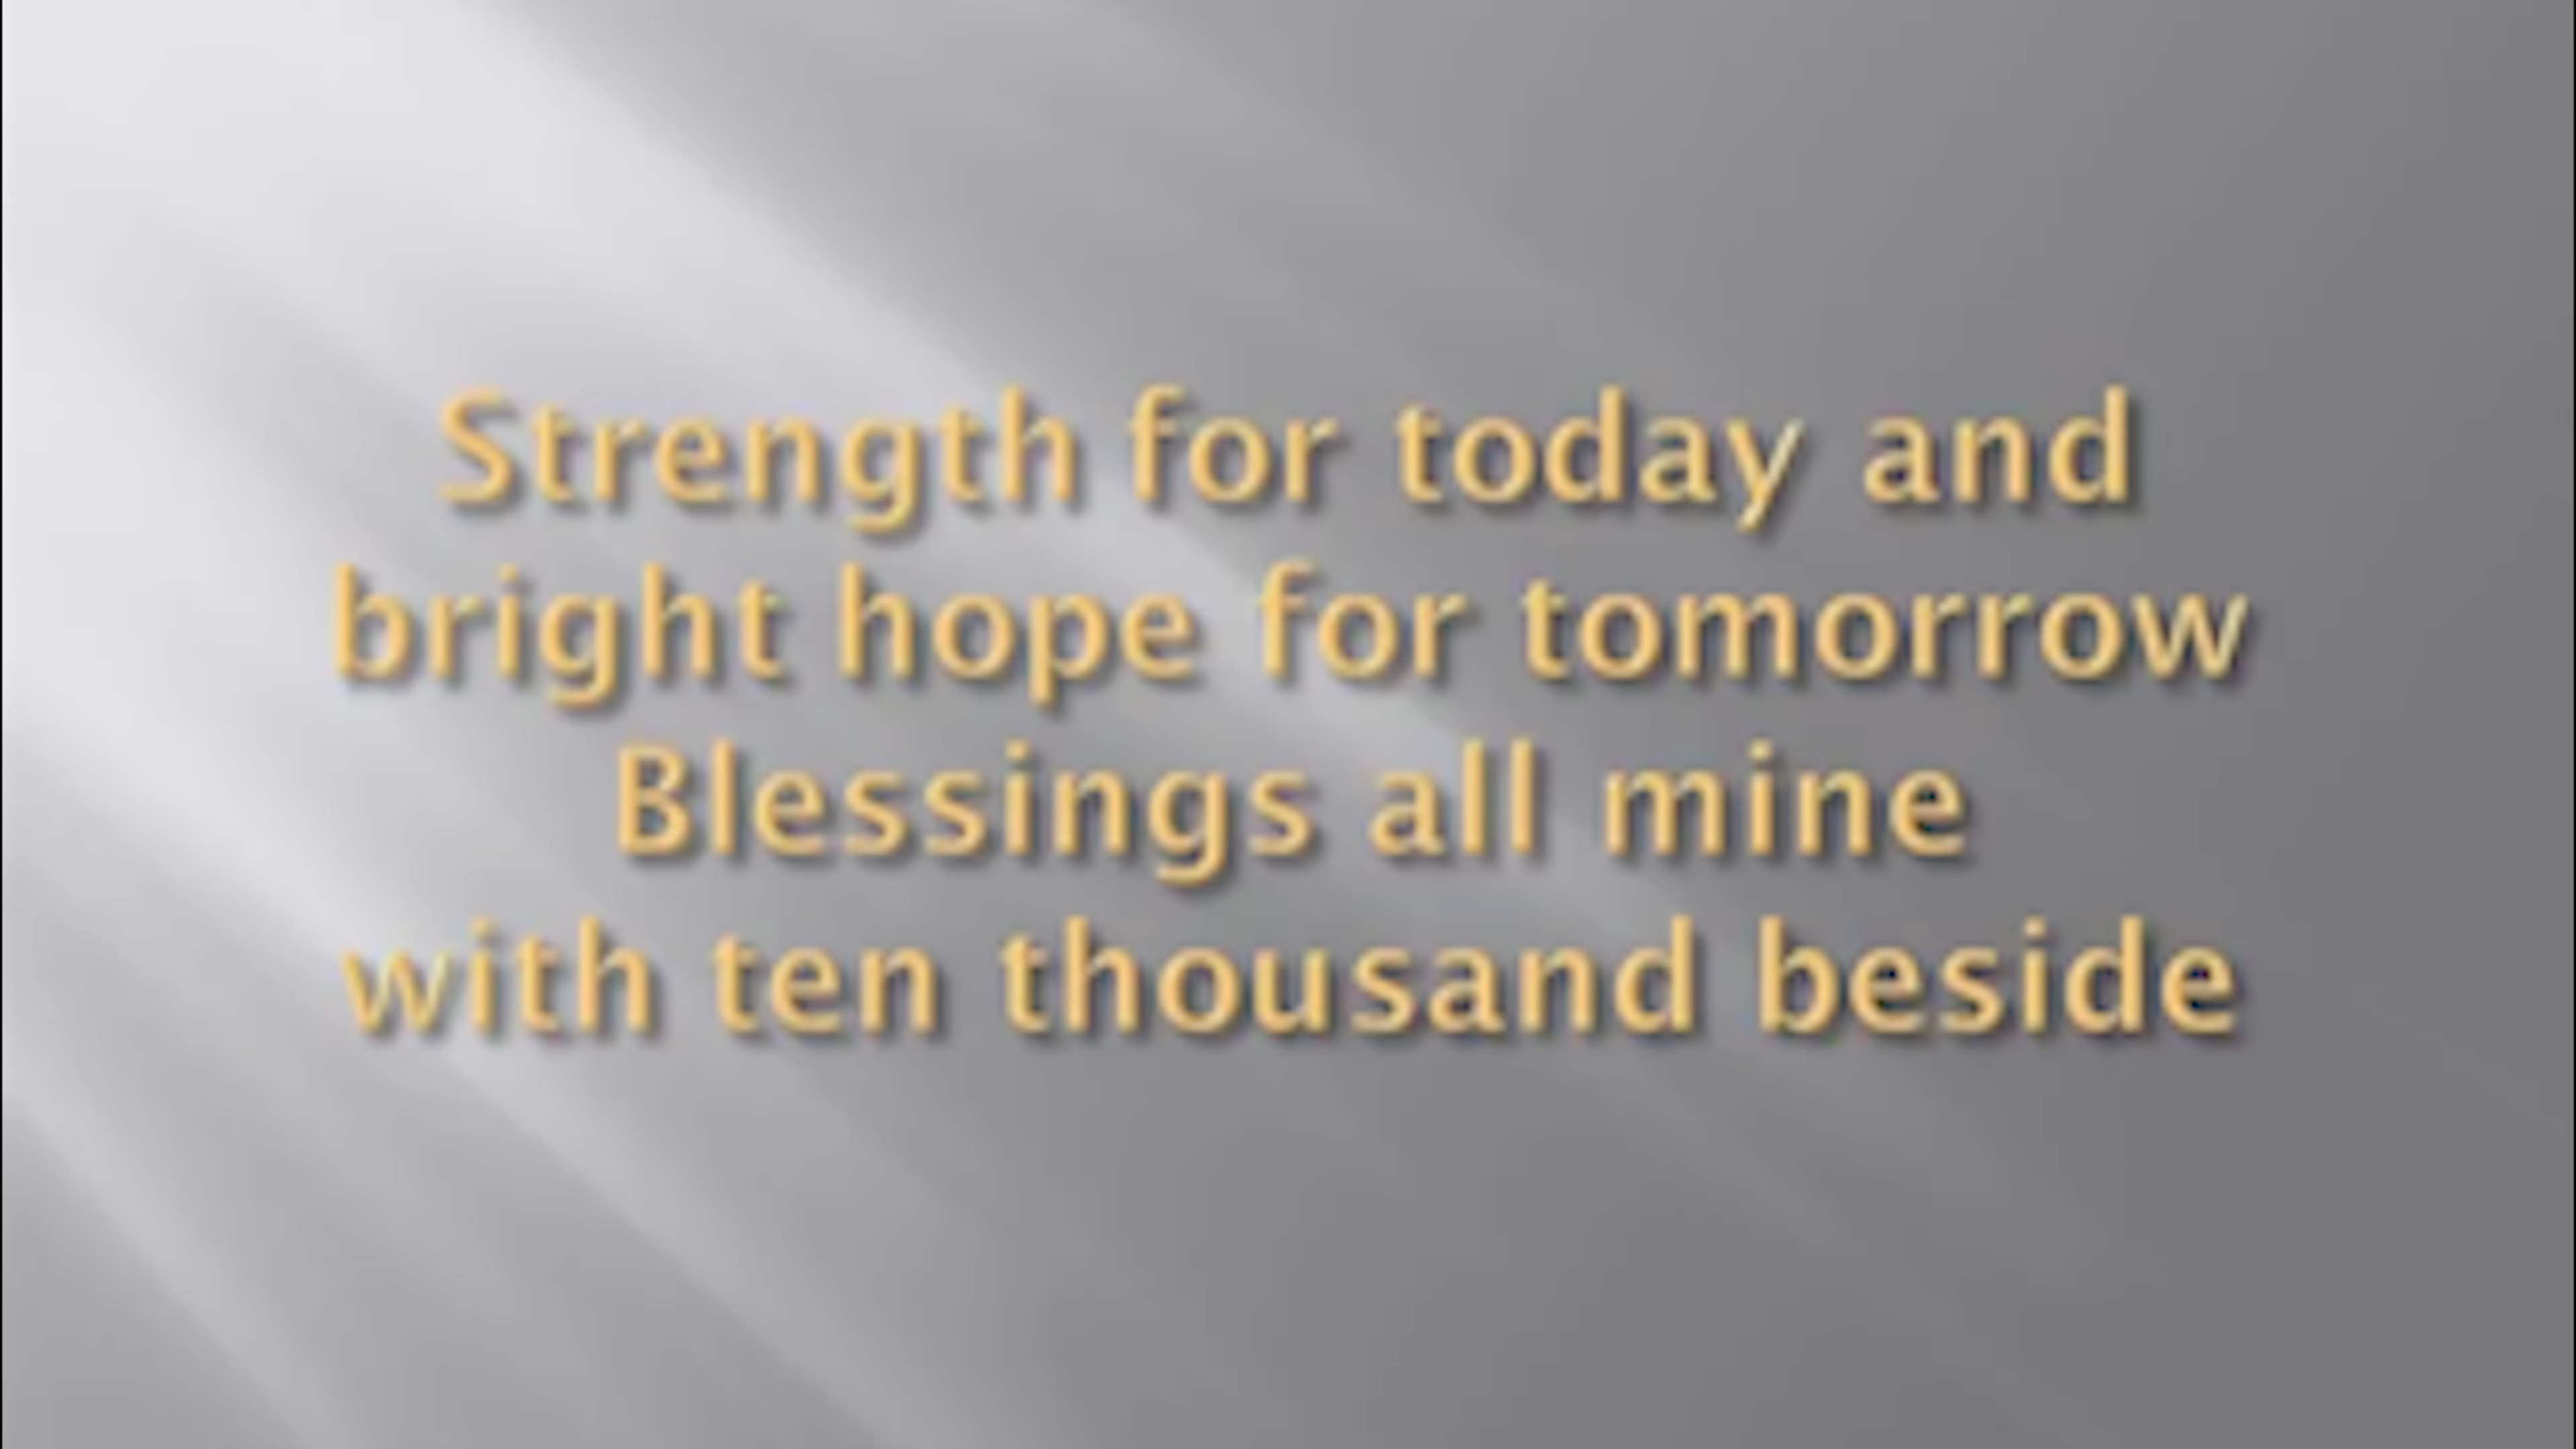 Strength for today and
bright hope for tomorrow
Blessings all mine
with ten thousand beside